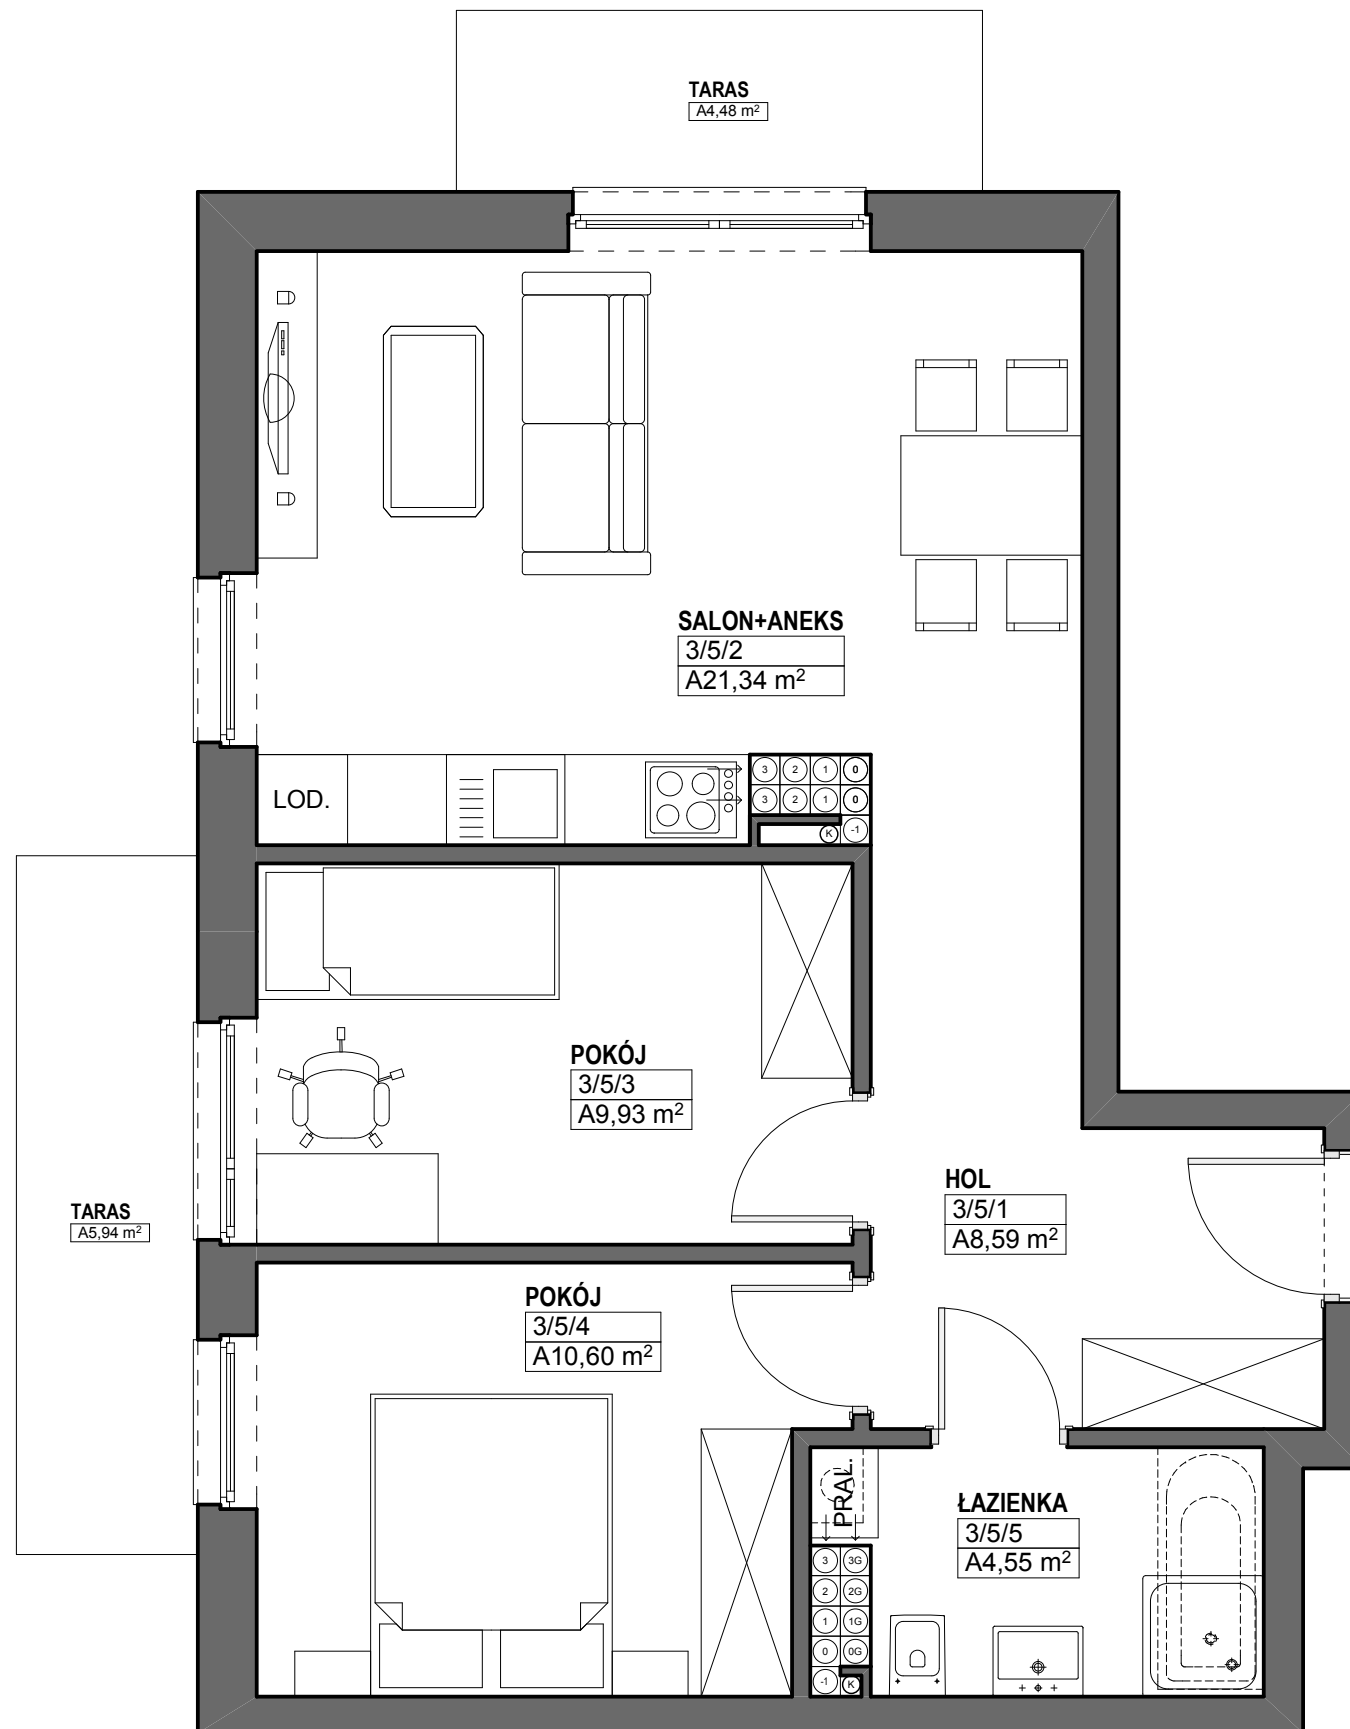 TARAS
A4,48 m²
SALON+ANEKS
3/5/2
A21,34 m²
LOD.
3 2 1 0
3 2 1 0
K -1
POKÓJ
3/5/3
A9,93 m²
TARAS
A5,94 m²
HOL
3/5/1
A8,59 m²
POKÓJ
3/5/4
A10,60 m²
PRAL.
ŁAZIENKA
3/5/5
A4,55 m²
3 3G
2 2G
1 1G
0 0G
-1 K